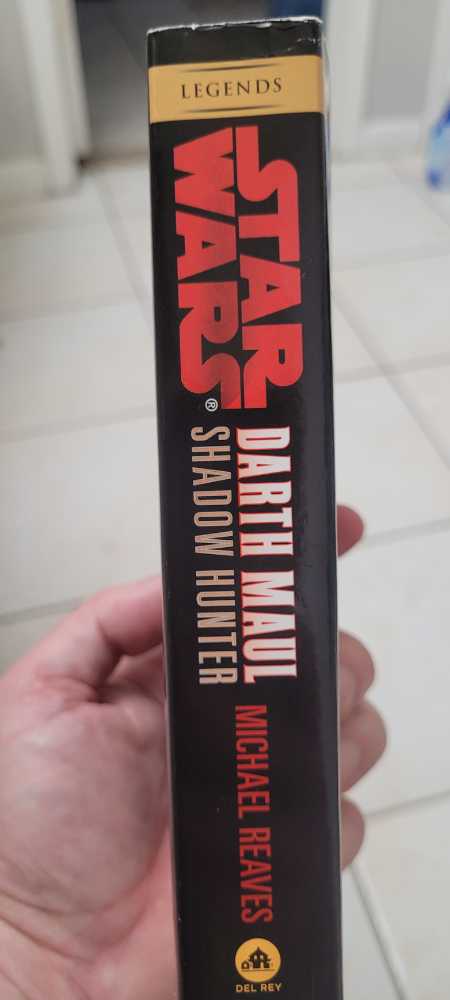 LEGENDS
STAR
WARS®
DARTH MAUL
SHADOW HUNTER
MICHAEL REAVES
DEL REY